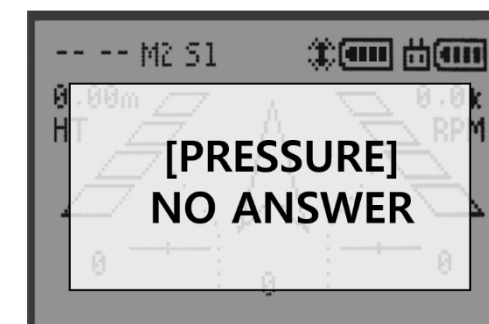 -- -- M2 S1
0.00m 0.0k
HT RPM
[PRESSURE]
NO ANSWER
0 0
0